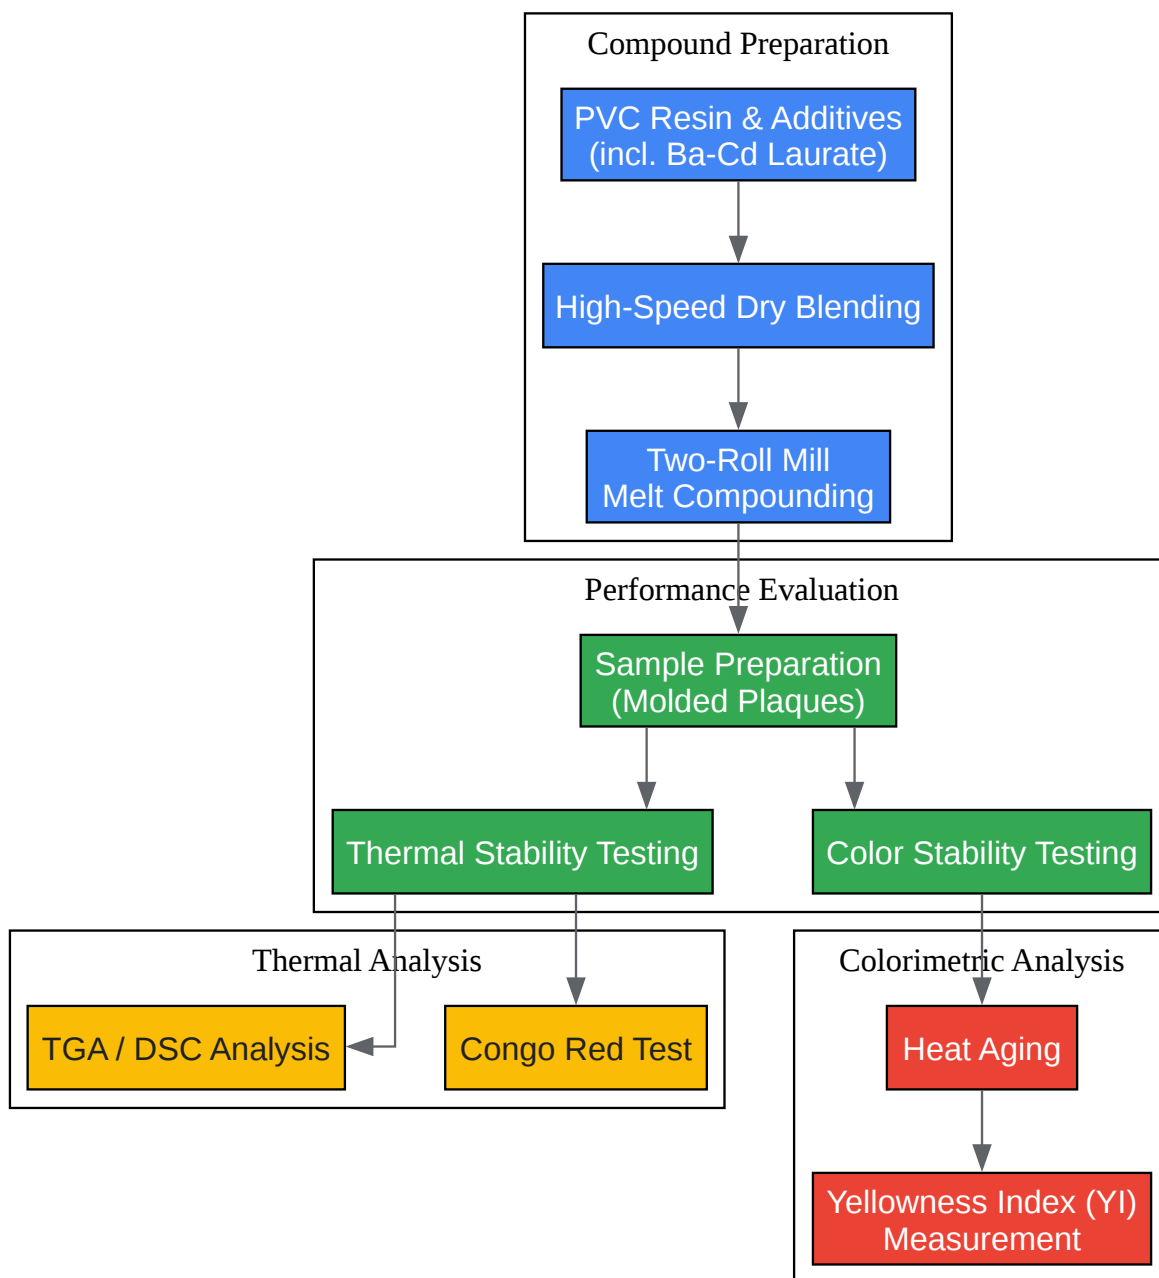 Compound Preparation
PVC Resin & Additives
(incl. Ba-Cd Laurate)
High-Speed Dry Blending
Two-Roll Mill
Melt Compounding
Performance Evaluation
Sample Preparation
(Molded Plaques)
Thermal Stability Testing
Color Stability Testing
Thermal Analysis
Colorimetric Analysis
TGA / DSC Analysis
Congo Red Test
Heat Aging
Yellowness Index (YI)
Measurement